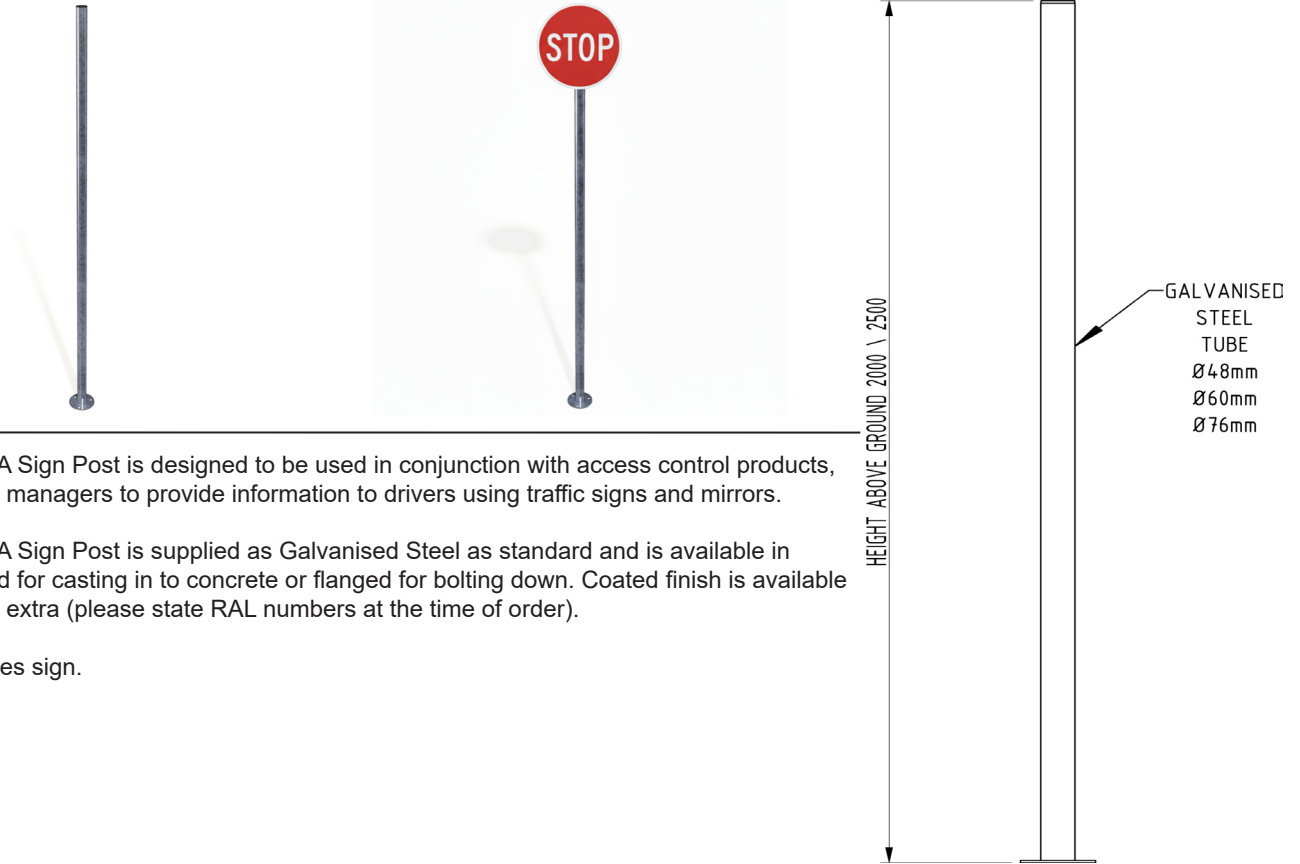 STOP
A Sign Post is designed to be used in conjunction with access control products,
managers to provide information to drivers using traffic signs and mirrors.
A Sign Post is supplied as Galvanised Steel as standard and is available in
d for casting in to concrete or flanged for bolting down. Coated finish is available
extra (please state RAL numbers at the time of order).
es sign.
HEIGHT ABOVE GROUND 2000 \ 2500
GALVANISED
STEEL
TUBE
Ø48mm
Ø60mm
Ø76mm